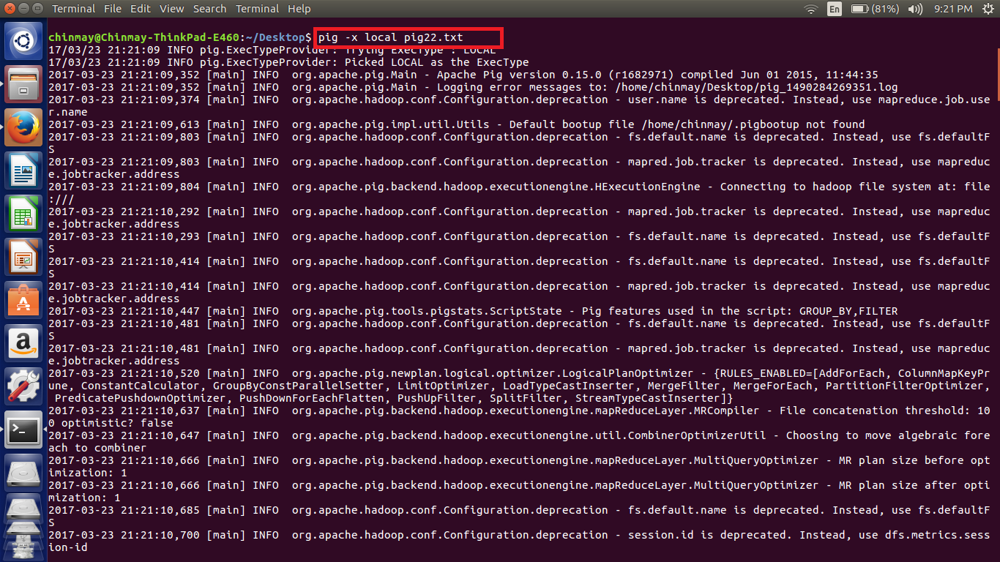 Terminal File Edit View Search Terminal Help En (81%) 9:21 PM
chinmay@Chinmay-ThinkPad-E460:~/Desktop$ pig -x local pig22.txt
17/03/23 21:21:09 INFO pig.ExecTypeProvider: Trying ExecType : LOCAL
17/03/23 21:21:09 INFO pig.ExecTypeProvider: Picked LOCAL as the ExecType
2017-03-23 21:21:09,352 [main] INFO  org.apache.pig.Main - Apache Pig version 0.15.0 (r1682971) compiled Jun 01 2015, 11:44:35
2017-03-23 21:21:09,352 [main] INFO  org.apache.pig.Main - Logging error messages to: /home/chinmay/Desktop/pig_1490284269351.log
2017-03-23 21:21:09,374 [main] INFO  org.apache.hadoop.conf.Configuration.deprecation - user.name is deprecated. Instead, use mapreduce.job.use
r.name
2017-03-23 21:21:09,613 [main] INFO  org.apache.pig.impl.util.Utils - Default bootup file /home/chinmay/.pigbootup not found
2017-03-23 21:21:09,803 [main] INFO  org.apache.hadoop.conf.Configuration.deprecation - fs.default.name is deprecated. Instead, use fs.defaultF
S
2017-03-23 21:21:09,803 [main] INFO  org.apache.hadoop.conf.Configuration.deprecation - mapred.job.tracker is deprecated. Instead, use mapreduc
e.jobtracker.address
2017-03-23 21:21:09,804 [main] INFO  org.apache.pig.backend.hadoop.executionengine.HExecutionEngine - Connecting to hadoop file system at: file
:///
2017-03-23 21:21:10,292 [main] INFO  org.apache.hadoop.conf.Configuration.deprecation - mapred.job.tracker is deprecated. Instead, use mapreduc
e.jobtracker.address
2017-03-23 21:21:10,293 [main] INFO  org.apache.hadoop.conf.Configuration.deprecation - fs.default.name is deprecated. Instead, use fs.defaultF
S
2017-03-23 21:21:10,414 [main] INFO  org.apache.hadoop.conf.Configuration.deprecation - fs.default.name is deprecated. Instead, use fs.defaultF
S
2017-03-23 21:21:10,414 [main] INFO  org.apache.hadoop.conf.Configuration.deprecation - mapred.job.tracker is deprecated. Instead, use mapreduc
e.jobtracker.address
2017-03-23 21:21:10,447 [main] INFO  org.apache.pig.tools.pigstats.ScriptState - Pig features used in the script: GROUP_BY,FILTER
2017-03-23 21:21:10,481 [main] INFO  org.apache.hadoop.conf.Configuration.deprecation - fs.default.name is deprecated. Instead, use fs.defaultF
S
2017-03-23 21:21:10,481 [main] INFO  org.apache.hadoop.conf.Configuration.deprecation - mapred.job.tracker is deprecated. Instead, use mapreduc
e.jobtracker.address
2017-03-23 21:21:10,520 [main] INFO  org.apache.pig.newplan.logical.optimizer.LogicalPlanOptimizer - {RULES_ENABLED=[AddForEach, ColumnMapKeyPr
une, ConstantCalculator, GroupByConstParallelSetter, LimitOptimizer, LoadTypeCastInserter, MergeFilter, MergeForEach, PartitionFilterOptimizer,
 PredicatePushdownOptimizer, PushDownForEachFlatten, PushUpFilter, SplitFilter, StreamTypeCastInserter]}
2017-03-23 21:21:10,637 [main] INFO  org.apache.pig.backend.hadoop.executionengine.mapReduceLayer.MRCompiler - File concatenation threshold: 10
0 optimistic? false
2017-03-23 21:21:10,647 [main] INFO  org.apache.pig.backend.hadoop.executionengine.util.CombinerOptimizerUtil - Choosing to move algebraic fore
ach to combiner
2017-03-23 21:21:10,666 [main] INFO  org.apache.pig.backend.hadoop.executionengine.mapReduceLayer.MultiQueryOptimizer - MR plan size before opt
imization: 1
2017-03-23 21:21:10,666 [main] INFO  org.apache.pig.backend.hadoop.executionengine.mapReduceLayer.MultiQueryOptimizer - MR plan size after opti
mization: 1
2017-03-23 21:21:10,685 [main] INFO  org.apache.hadoop.conf.Configuration.deprecation - fs.default.name is deprecated. Instead, use fs.defaultF
S
2017-03-23 21:21:10,700 [main] INFO  org.apache.hadoop.conf.Configuration.deprecation - session.id is deprecated. Instead, use dfs.metrics.sess
ion-id